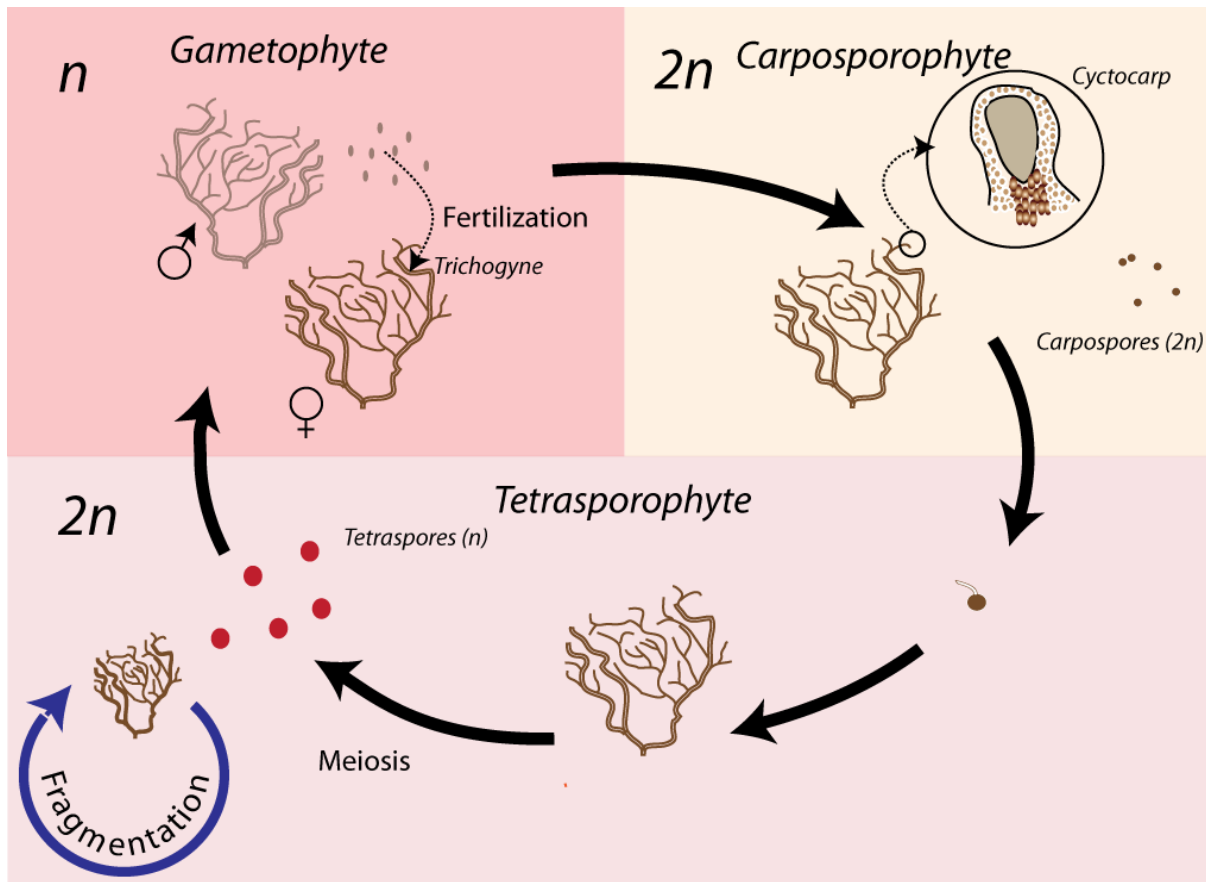 n
Gametophyte
Fertilization
Trichogyne
2n
Carposporophyte
Cyctocarp
Carpospores (2n)
2n
Tetrasporophyte
Tetraspores (n)
Meiosis
Fragmentation